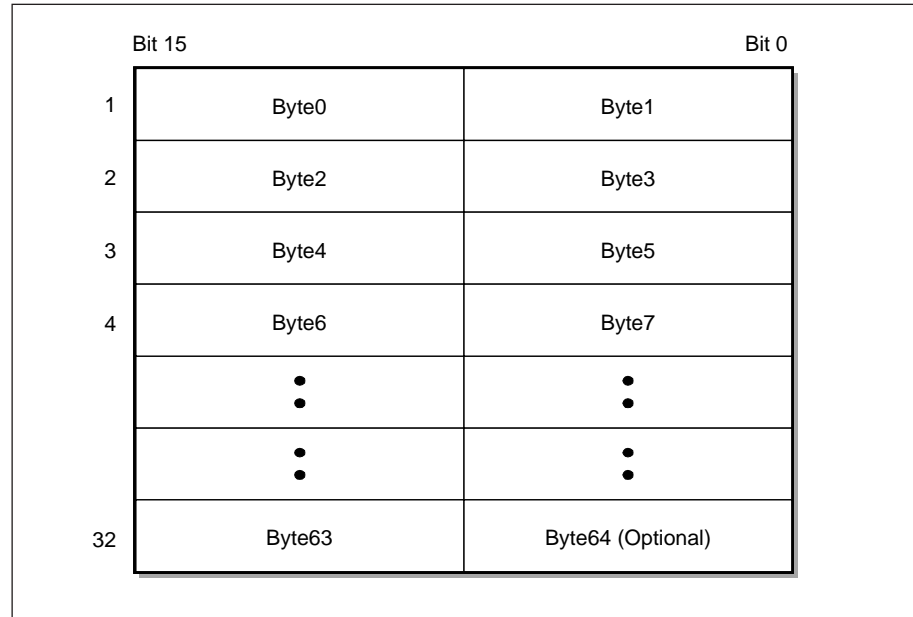 Bit 15 Bit 0
1 Byte0 Byte1
2 Byte2 Byte3
3 Byte4 Byte5
4 Byte6 Byte7
32 Byte63 Byte64 (Optional)